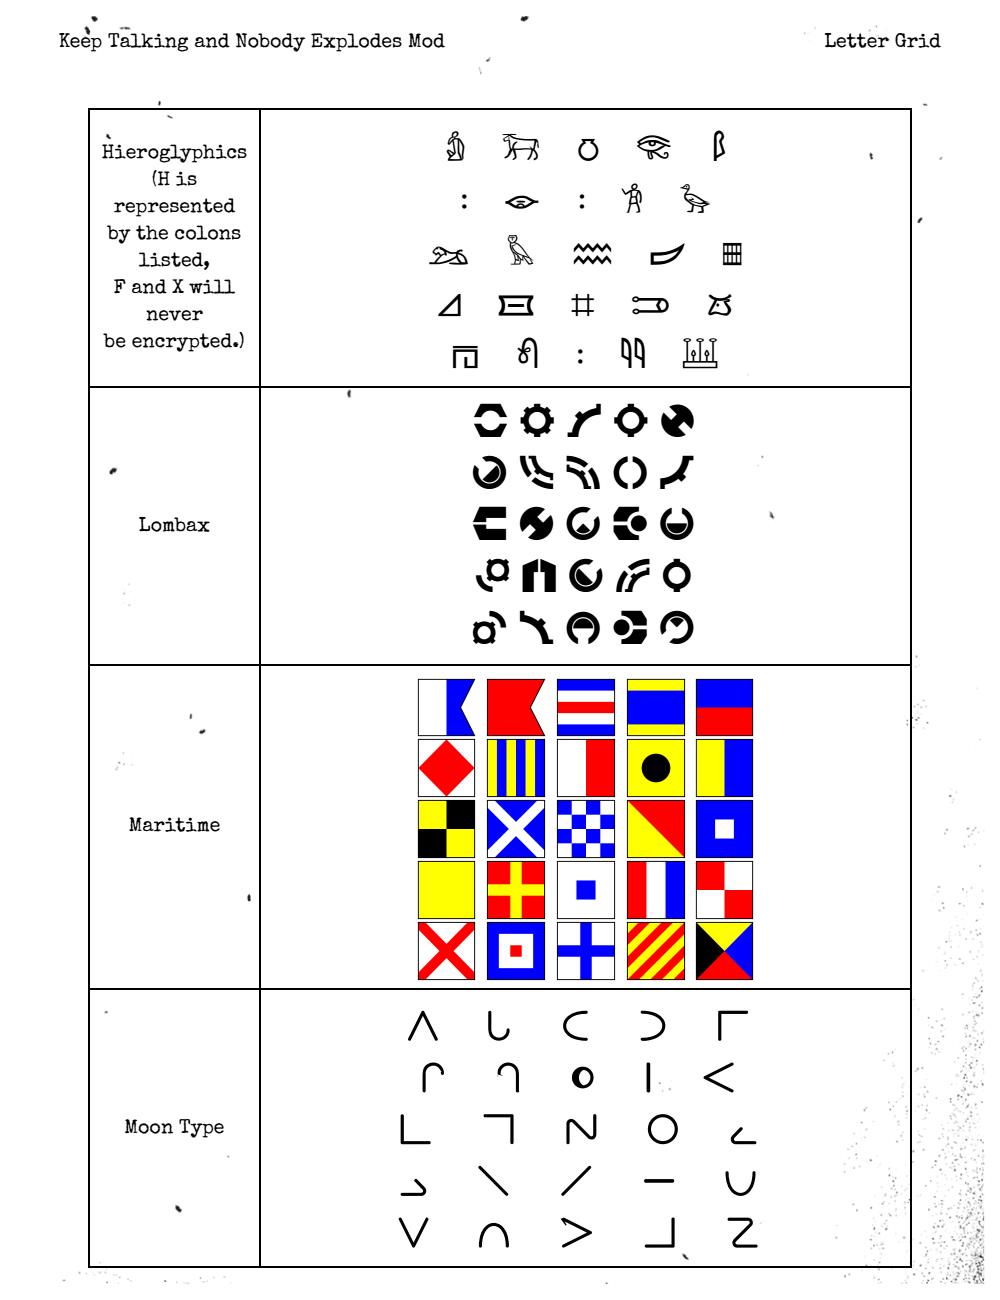 Keep Talking and Nobody Explodes Mod
Letter Grid
Hieroglyphics
(H is
represented
by the colons
listed,
F and X will
never
be encrypted.)
: :
:
Lombax
Maritime
Moon Type